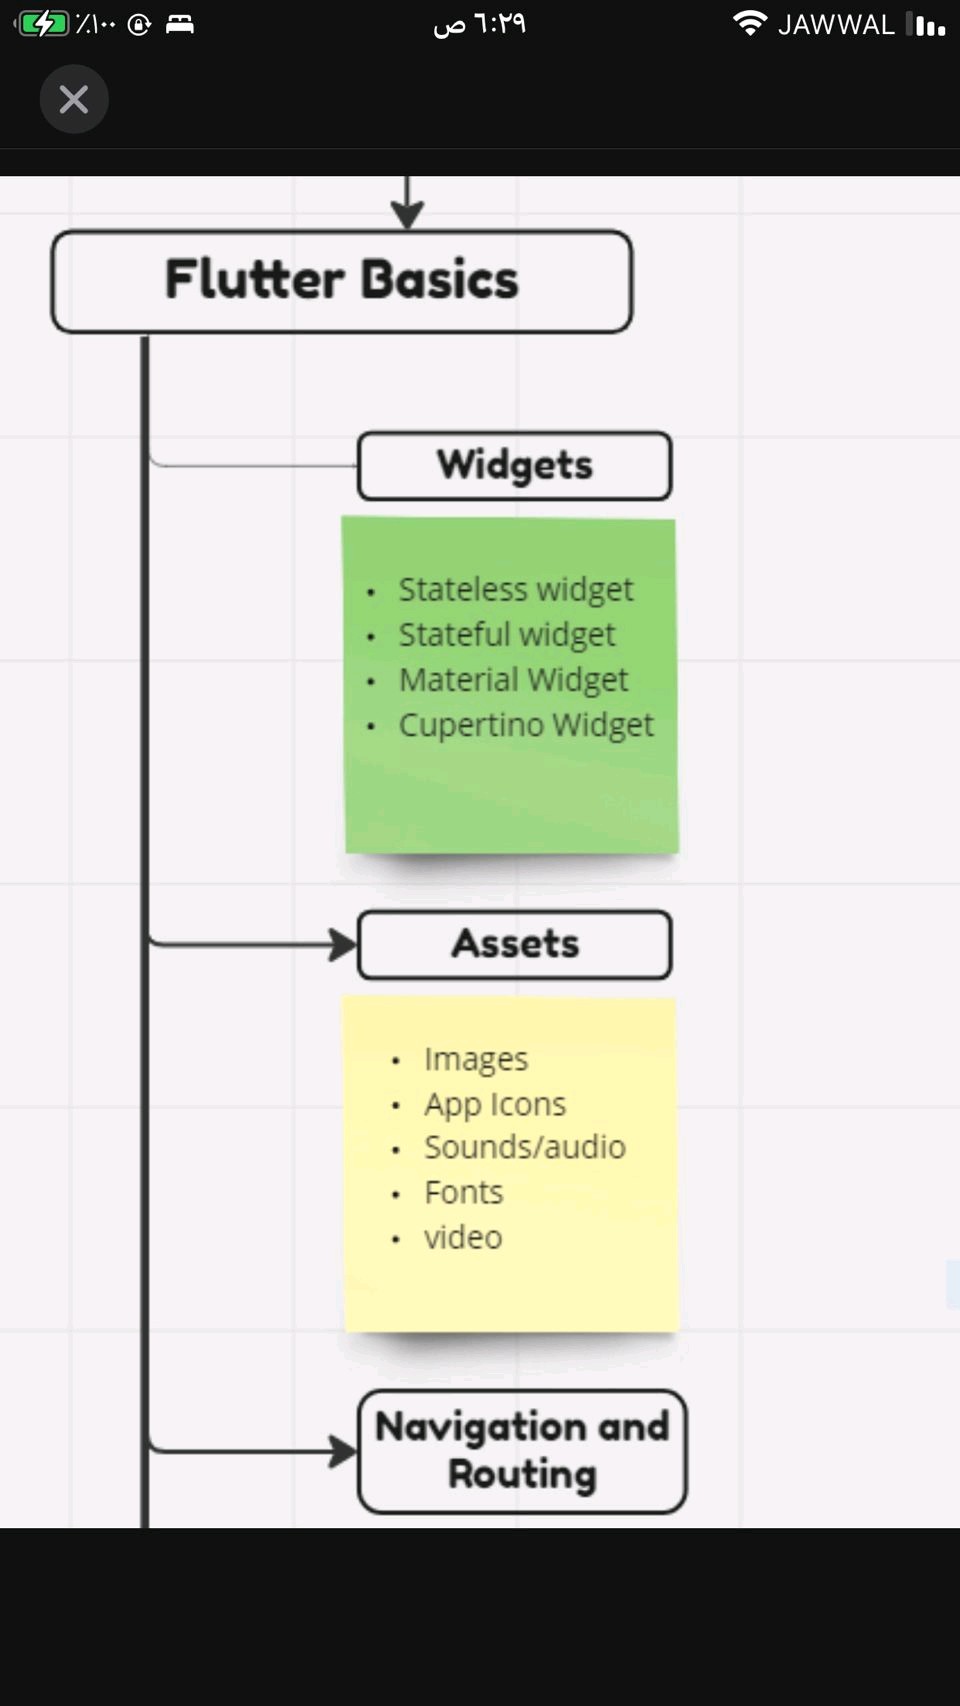 ٪١٠٠
٦:٢٩ ص
JAWWAL
Flutter Basics
Widgets
• Stateless widget
• Stateful widget
• Material Widget
• Cupertino Widget
Assets
• Images
• App Icons
• Sounds/audio
• Fonts
• video
Navigation and
Routing